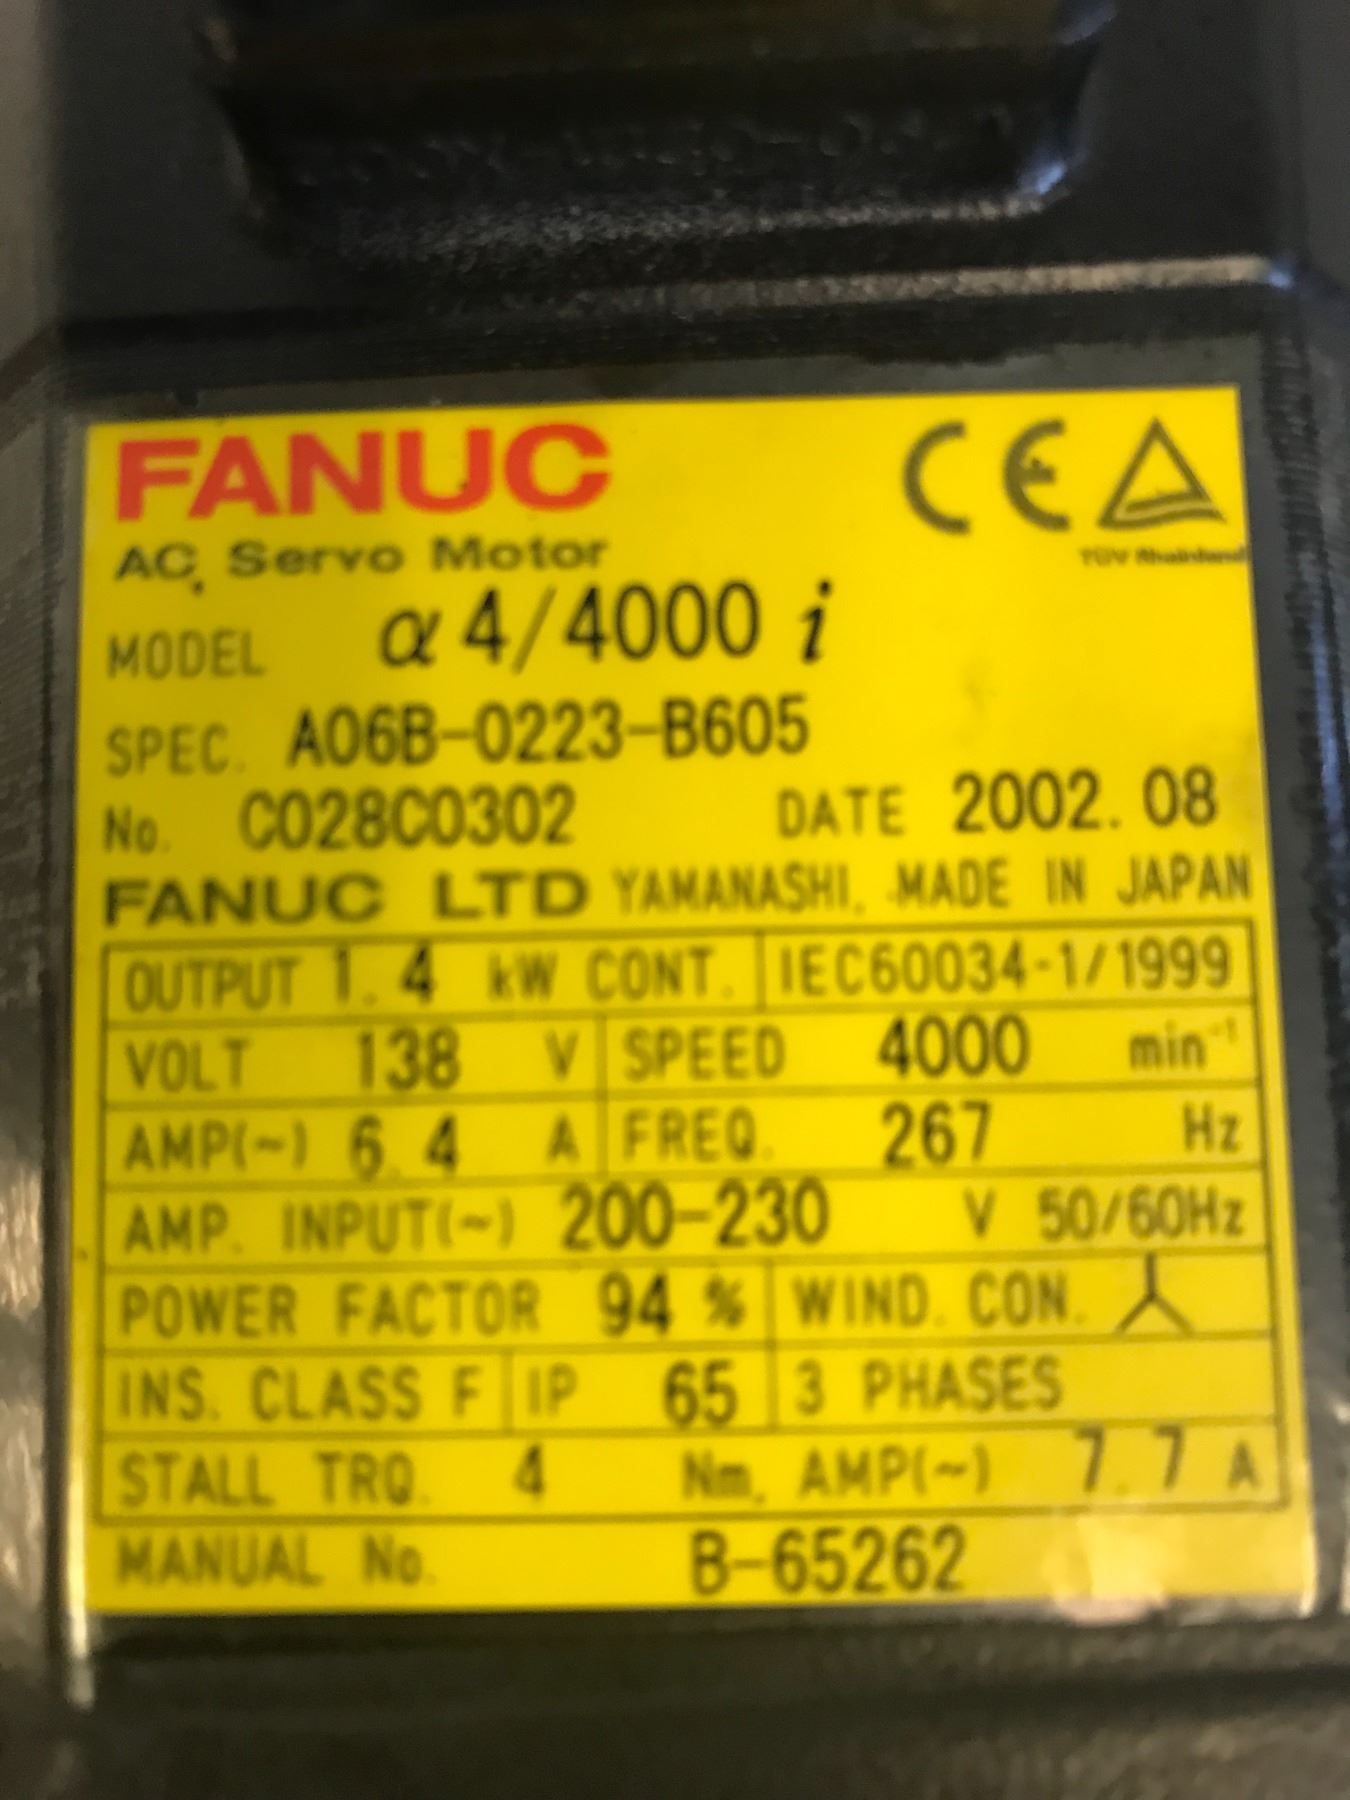 FANUC CE
AC Servo Motor TÜV Rheinland
MODEL α4/4000 i
SPEC. A06B-0223-B605
No. C028C0302 DATE 2002.08
FANUC LTD YAMANASHI, MADE IN JAPAN
OUTPUT 1.4 kW CONT. IEC60034-1/1999
VOLT 138 V SPEED 4000 min⁻¹
AMP(~) 6.4 A FREQ. 267 Hz
AMP. INPUT(~) 200-230 V 50/60Hz
POWER FACTOR 94 % WIND. CON.
INS. CLASS F IP 65 3 PHASES
STALL TRQ. 4 Nm, AMP(~) 7.7 A
MANUAL No. B-65262